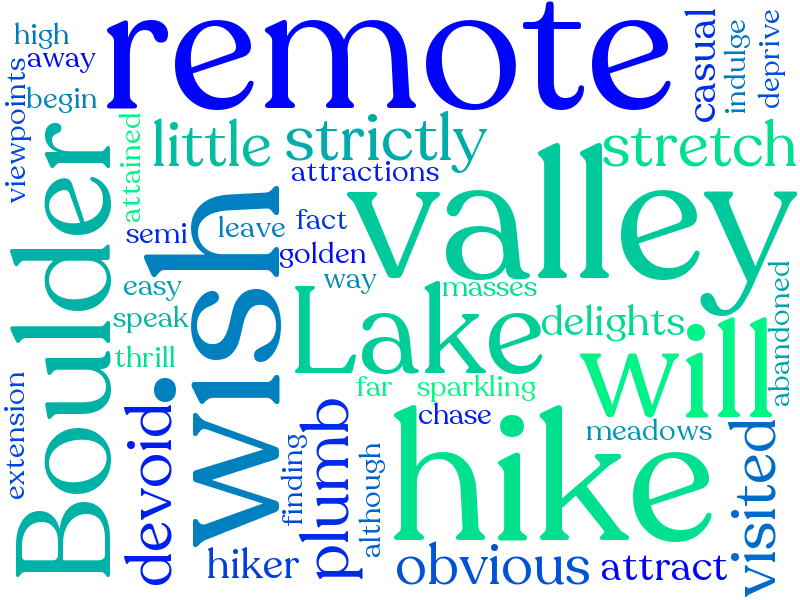 remote
high
away
begin
viewpoints
casual
indulge
deprive
little
strictly
stretch
attained
attractions
valley
Boulder
wish
semi
leave
fact
golden
way
easy
masses
Lake
speak
delights
thrill
will
abandoned
far
sparkling
chase
extension
devoid
hike
meadows
finding
plumb
although
visited
hiker
obvious
attract